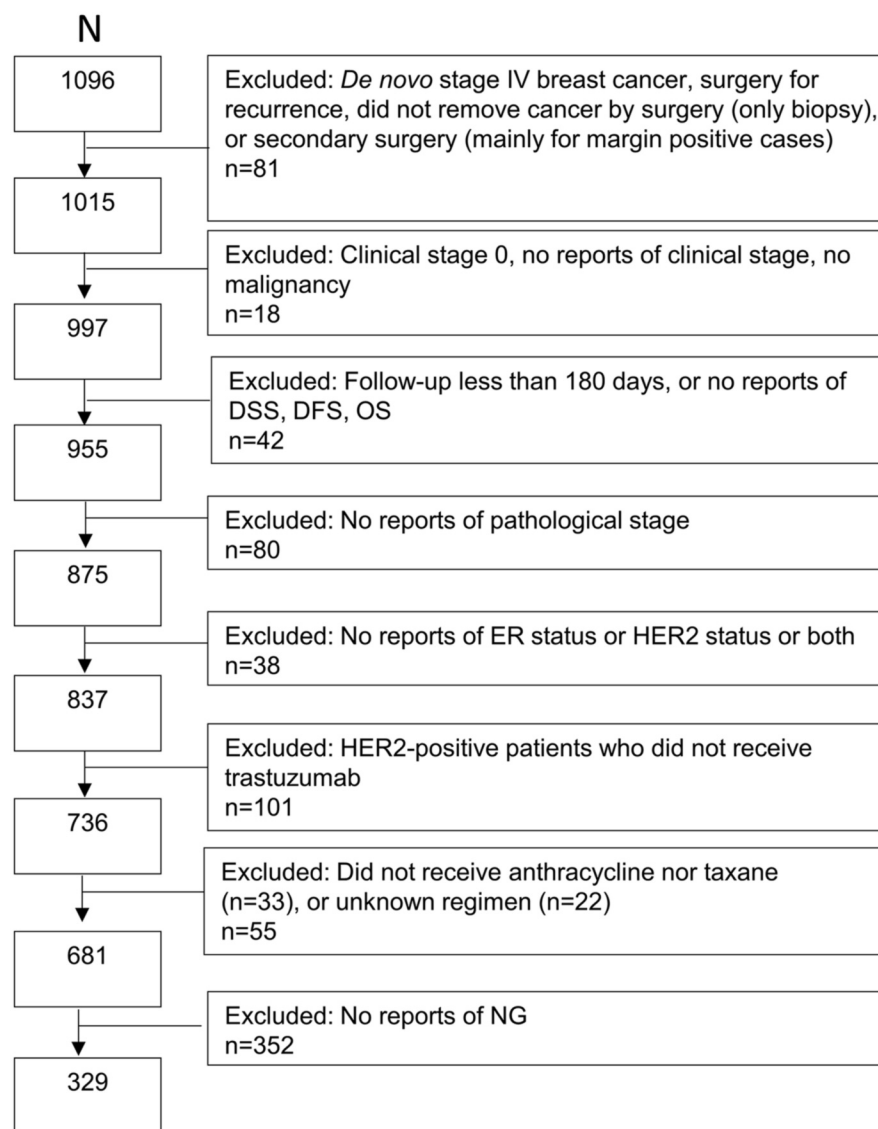 N
1096
Excluded: De novo stage IV breast cancer, surgery for
recurrence, did not remove cancer by surgery (only biopsy),
or secondary surgery (mainly for margin positive cases)
n=81
1015
Excluded: Clinical stage 0, no reports of clinical stage, no
malignancy
n=18
997
Excluded: Follow-up less than 180 days, or no reports of
DSS, DFS, OS
n=42
955
Excluded: No reports of pathological stage
n=80
875
Excluded: No reports of ER status or HER2 status or both
n=38
837
Excluded: HER2-positive patients who did not receive
trastuzumab
n=101
736
Excluded: Did not receive anthracycline nor taxane
(n=33), or unknown regimen (n=22)
n=55
681
Excluded: No reports of NG
n=352
329